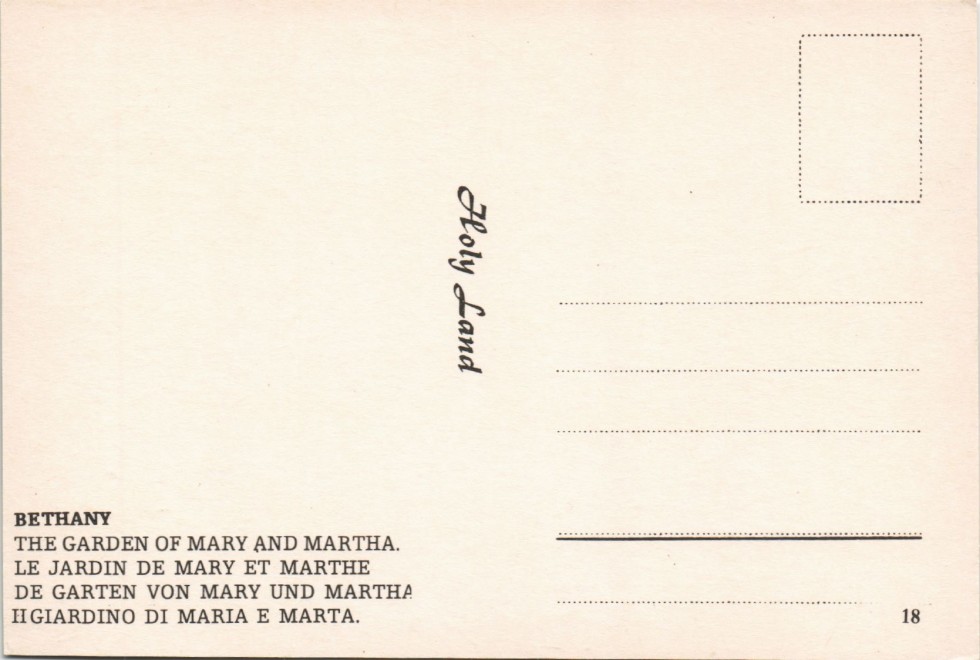 Holy Land
BETHANY
THE GARDEN OF MARY AND MARTHA.
LE JARDIN DE MARY ET MARTHE
DE GARTEN VON MARY UND MARTHA
IIGIARDINO DI MARIA E MARTA.
18